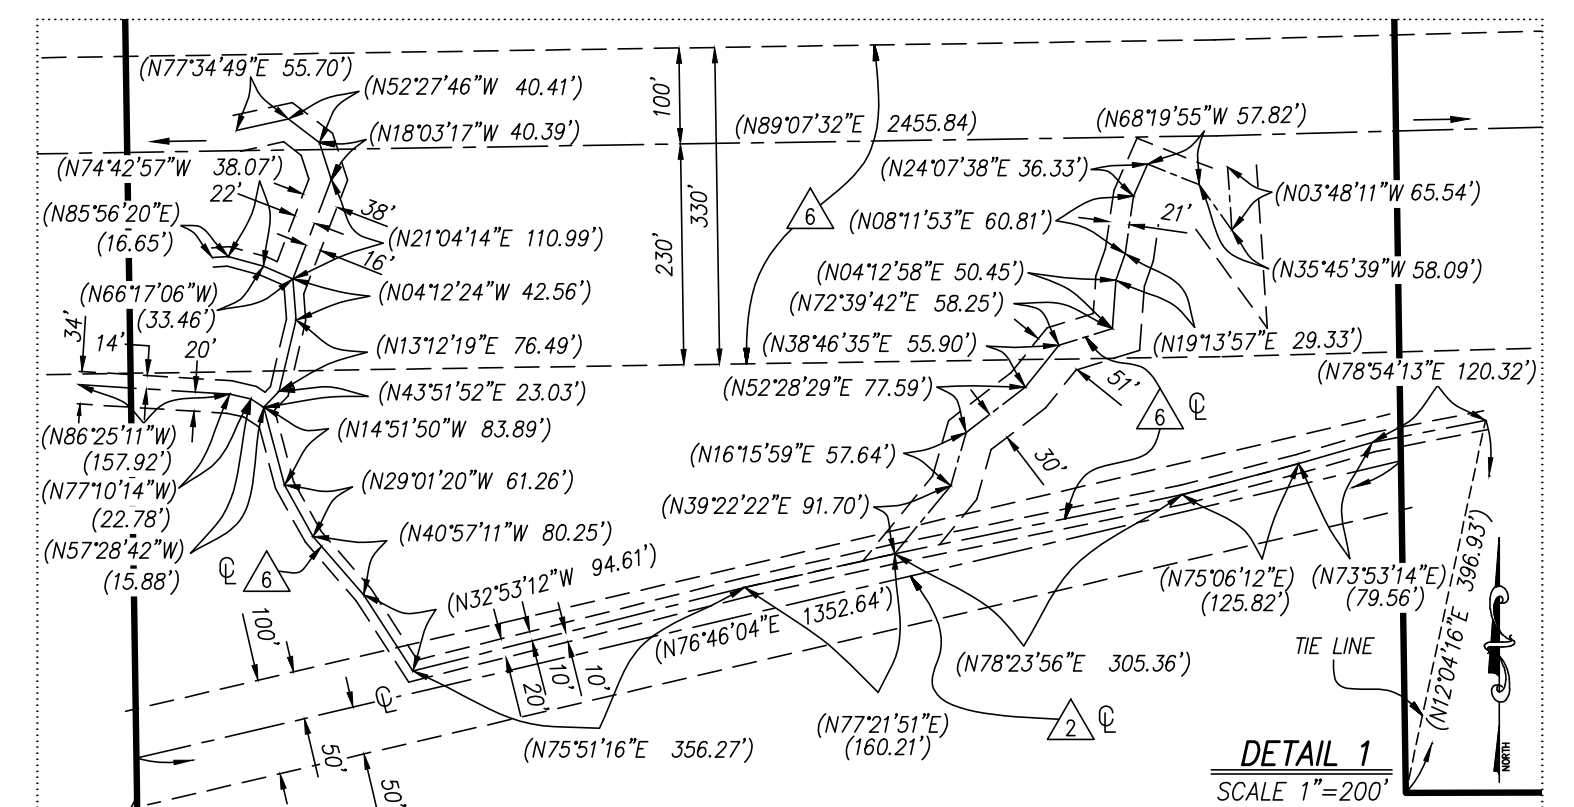 (N77°34'49"E 55.70')
(N52°27'46"W 40.41')
(N18°03'17"W 40.39')
(N74°42'57"W 38.07')
22'
(N85°56'20"E)
(16.65')
38'
(N21°04'14"E 110.99')
16'
(N66°17'06"W)
(33.46')
(N04°12'24"W 42.56')
34'
14'
20'
(N13°12'19"E 76.49')
(N43°51'52"E 23.03')
(N86°25'11"W)
(157.92')
(N14°51'50"W 83.89')
(N77°10'14"W)
(22.78')
(N29°01'20"W 61.26')
(N57°28'42"W)
(15.88')
(N40°57'11"W 80.25')
℄
6
(N32°53'12"W 94.61')
100'
100'
330'
230'
(N89°07'32"E 2455.84)
6
(N68°19'55"W 57.82')
(N24°07'38"E 36.33')
(N03°48'11"W 65.54')
(N08°11'53"E 60.81')
21'
(N04°12'58"E 50.45')
(N35°45'39"W 58.09')
(N72°39'42"E 58.25')
(N38°46'35"E 55.90')
(N19°13'57"E 29.33')
(N78°54'13"E 120.32')
(N52°28'29"E 77.59')
51'
6
℄
(N16°15'59"E 57.64')
30'
(N39°22'22"E 91.70')
(N75°06'12"E)
(125.82')
(N73°53'14"E)
(79.56')
(N12°04'16"E 396.93')
TIE LINE
(N76°46'04"E 1352.64')
(N78°23'56"E 305.36')
20'
10'
10'
℄
(N77°21'51"E)
(160.21')
2
℄
(N75°51'16"E 356.27')
50'
50'
NORTH
DETAIL 1
SCALE 1"=200'